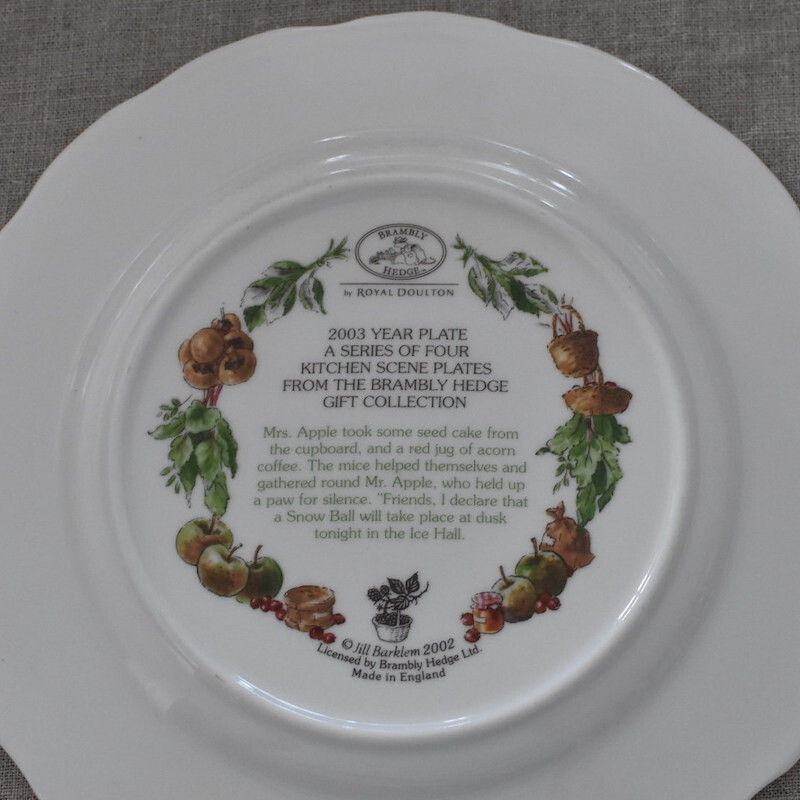 BRAMBLY
HEDGE™
by ROYAL DOULTON
2003 YEAR PLATE
A SERIES OF FOUR
KITCHEN SCENE PLATES
FROM THE BRAMBLY HEDGE
GIFT COLLECTION
Mrs. Apple took some seed cake from
the cupboard, and a red jug of acorn
coffee. The mice helped themselves and
gathered round Mr. Apple, who held up
a paw for silence. "Friends, I declare that
a Snow Ball will take place at dusk
tonight in the Ice Hall.
© Jill Barklem 2002
Licensed by Brambly Hedge Ltd.
Made in England